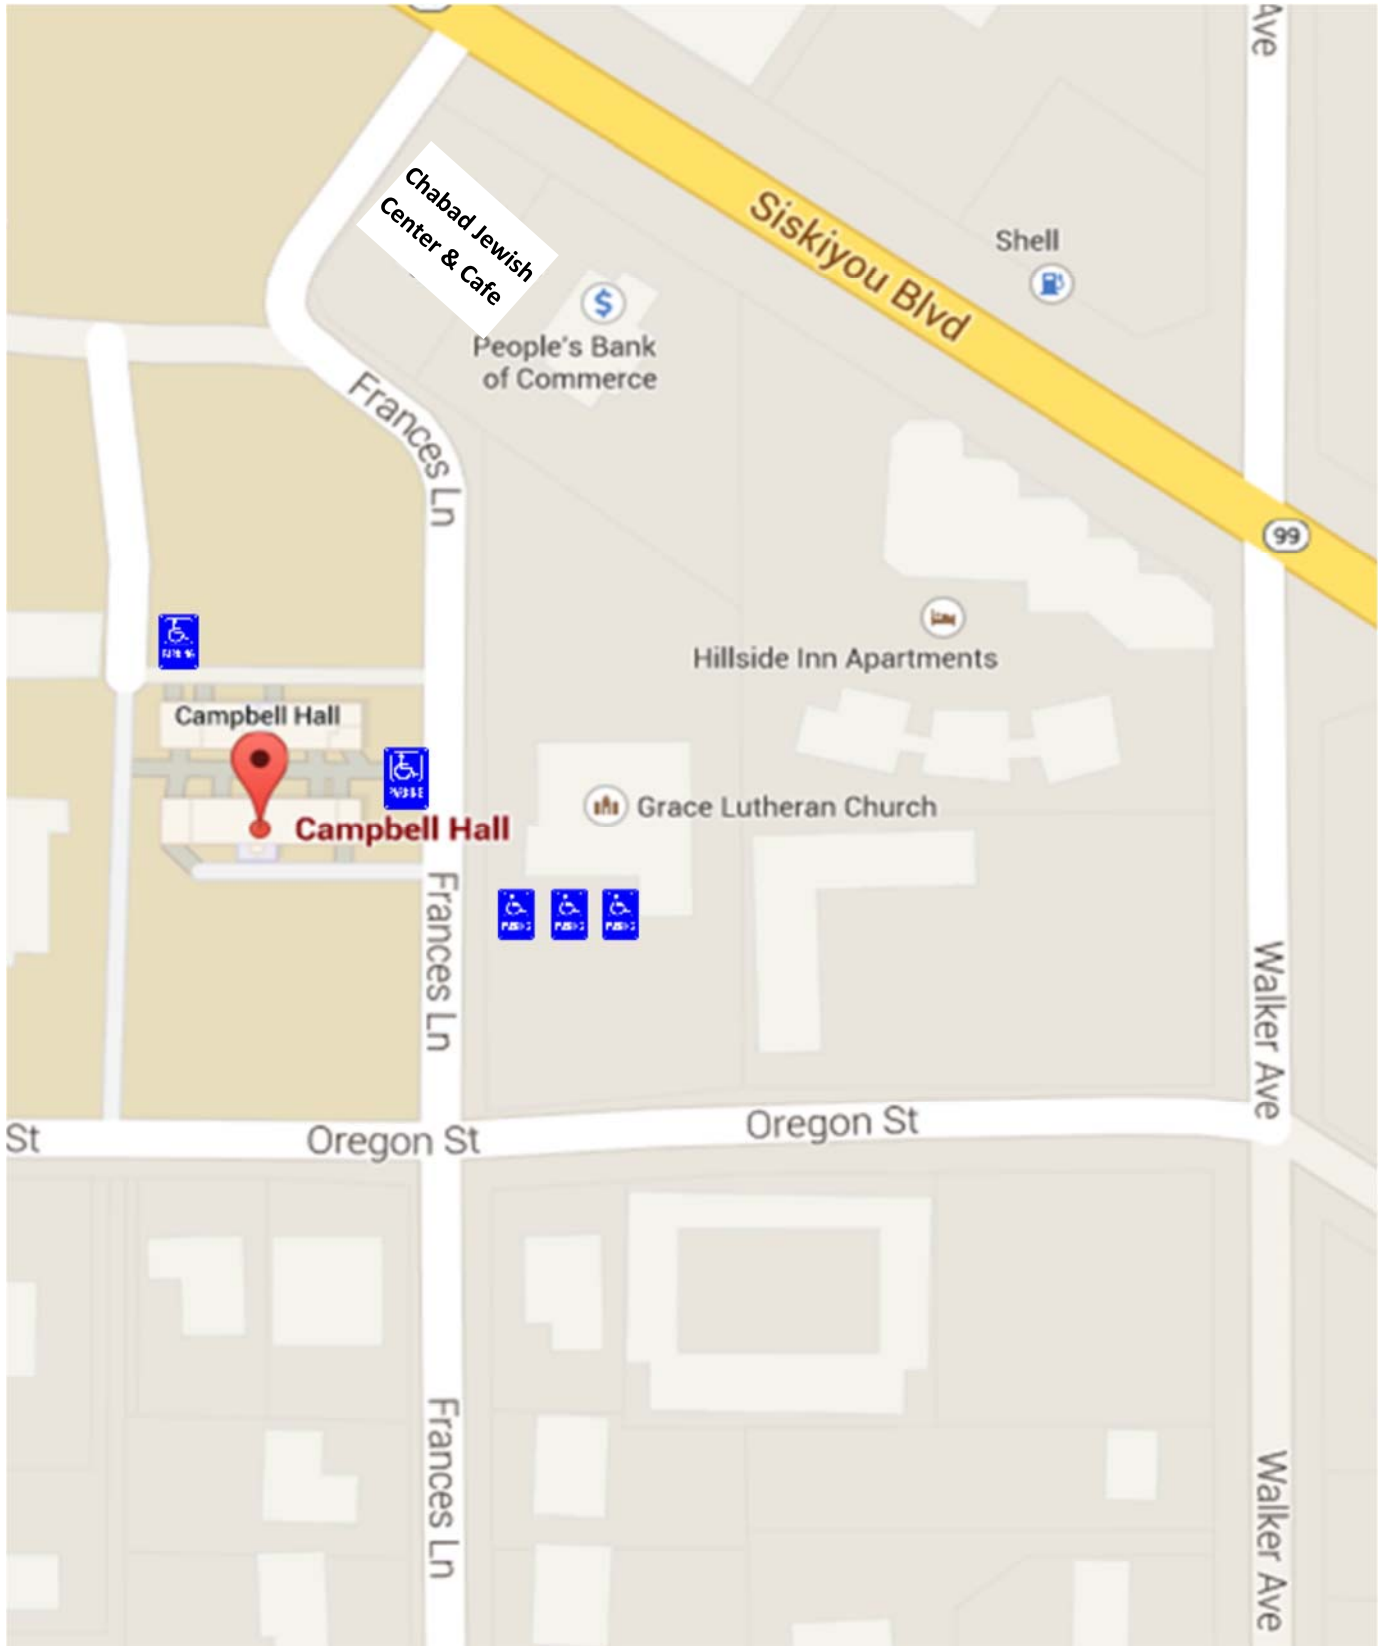 Ave
Chabad Jewish
Center & Cafe
Siskiyou Blvd
Shell
$
People's Bank
of Commerce
Frances Ln
99
Hillside Inn Apartments
Campbell Hall
Grace Lutheran Church
Campbell Hall
Frances Ln
Walker Ave
St
Oregon St
Oregon St
Frances Ln
Walker Ave